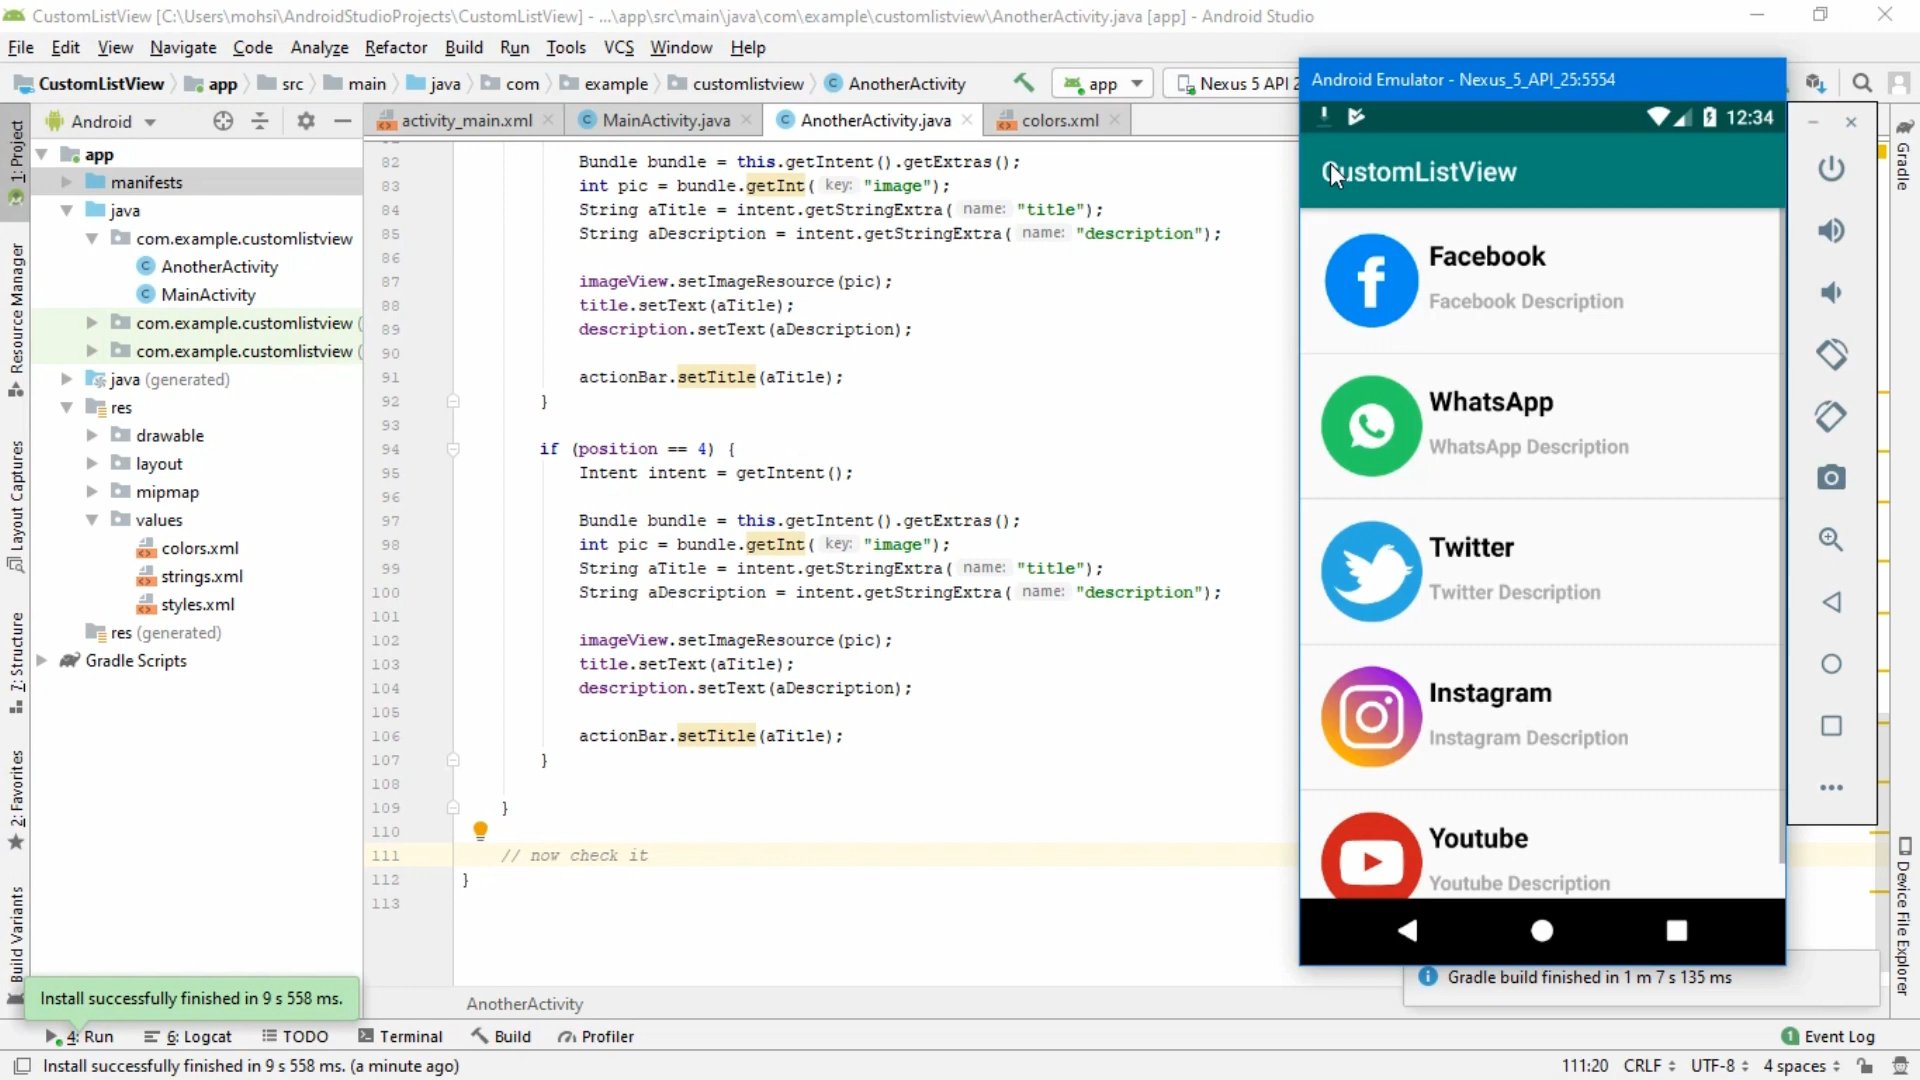 CustomListView [C:\Users\mohsi\AndroidStudioProjects\CustomListView] - ...\app\src\main\java\com\example\customlistview\AnotherActivity.java [app] - Android Studio
File Edit View Navigate Code Analyze Refactor Build Run Tools VCS Window Help
CustomListView app src main java com example customlistview AnotherActivity app Nexus 5 API 2
Android
activity_main.xml MainActivity.java AnotherActivity.java colors.xml
1: Project
Resource Manager
Layout Captures
7: Structure
2: Favorites
Build Variants
app
manifests
java
com.example.customlistview
AnotherActivity
MainActivity
com.example.customlistview (
com.example.customlistview (
java (generated)
res
drawable
layout
mipmap
values
colors.xml
strings.xml
styles.xml
res (generated)
Gradle Scripts
82 Bundle bundle = this.getIntent().getExtras();
83 int pic = bundle.getInt( key: "image");
84 String aTitle = intent.getStringExtra( name: "title");
85 String aDescription = intent.getStringExtra( name: "description");
86
87 imageView.setImageResource(pic);
88 title.setText(aTitle);
89 description.setText(aDescription);
90
91 actionBar.setTitle(aTitle);
92 }
93
94 if (position == 4) {
95 Intent intent = getIntent();
96
97 Bundle bundle = this.getIntent().getExtras();
98 int pic = bundle.getInt( key: "image");
99 String aTitle = intent.getStringExtra( name: "title");
100 String aDescription = intent.getStringExtra( name: "description");
101
102 imageView.setImageResource(pic);
103 title.setText(aTitle);
104 description.setText(aDescription);
105
106 actionBar.setTitle(aTitle);
107 }
108
109 }
110
111 // now check it
112 }
113
AnotherActivity
Android Emulator - Nexus_5_API_25:5554
12:34
CustomListView
Facebook
Facebook Description
WhatsApp
WhatsApp Description
Twitter
Twitter Description
Instagram
Instagram Description
Youtube
Youtube Description
Gradle
Device File Explorer
Gradle build finished in 1 m 7 s 135 ms
Install successfully finished in 9 s 558 ms.
4: Run 6: Logcat TODO Terminal Build Profiler 1 Event Log
Install successfully finished in 9 s 558 ms. (a minute ago) 111:20 CRLF UTF-8 4 spaces